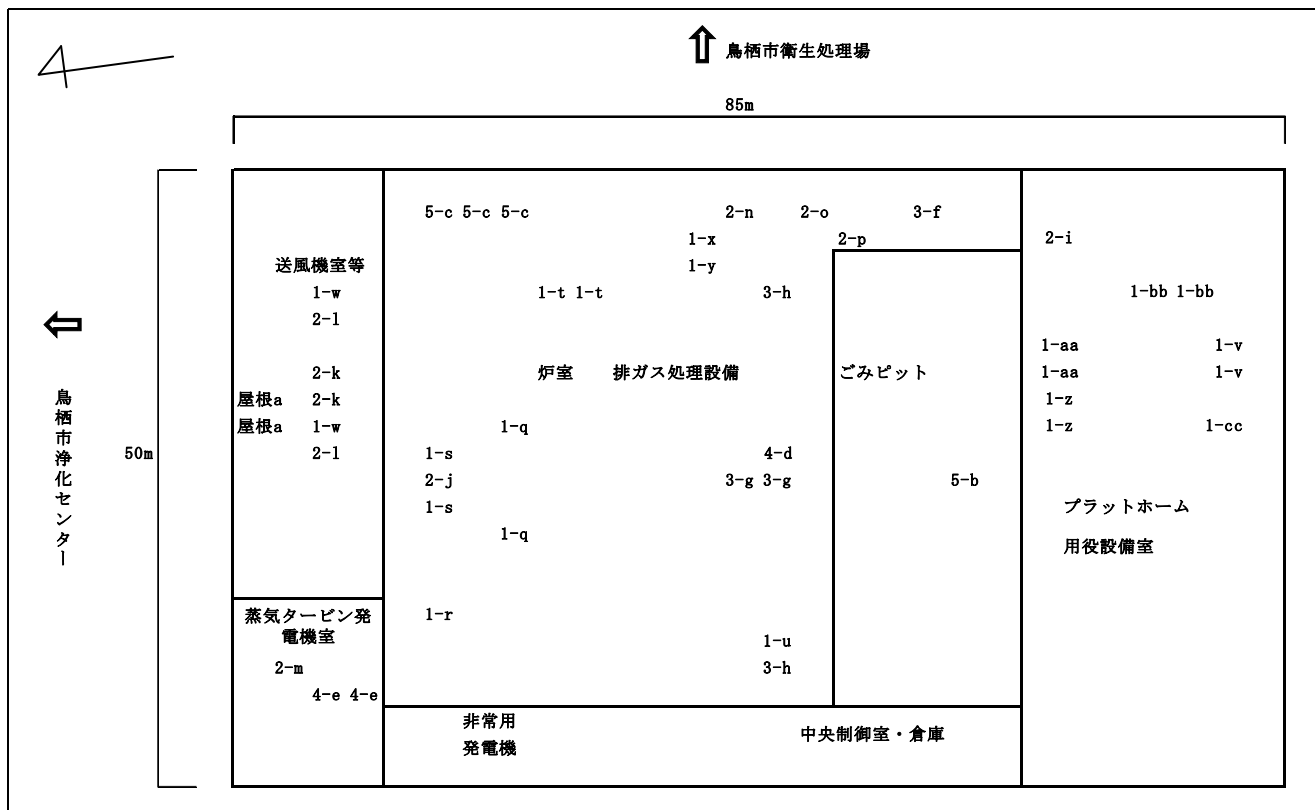 鳥栖市衛生処理場
85m
5-c 5-c 5-c 2-n 2-o 3-f
1-x 2-p 2-i
送風機室等 1-y
1-w 1-t 1-t 3-h 1-bb 1-bb
2-l
1-aa 1-v
2-k 炉室 排ガス処理設備 ごみピット 1-aa 1-v
屋根a 2-k 1-z
屋根a 1-w 1-q 1-z 1-cc
鳥栖市浄化センター
50m
2-l 1-s 4-d
2-j 3-g 3-g 5-b
1-s プラットホーム
1-q 用役設備室
蒸気タービン発 1-r
電機室 1-u
2-m 3-h
4-e 4-e
非常用 中央制御室・倉庫
発電機